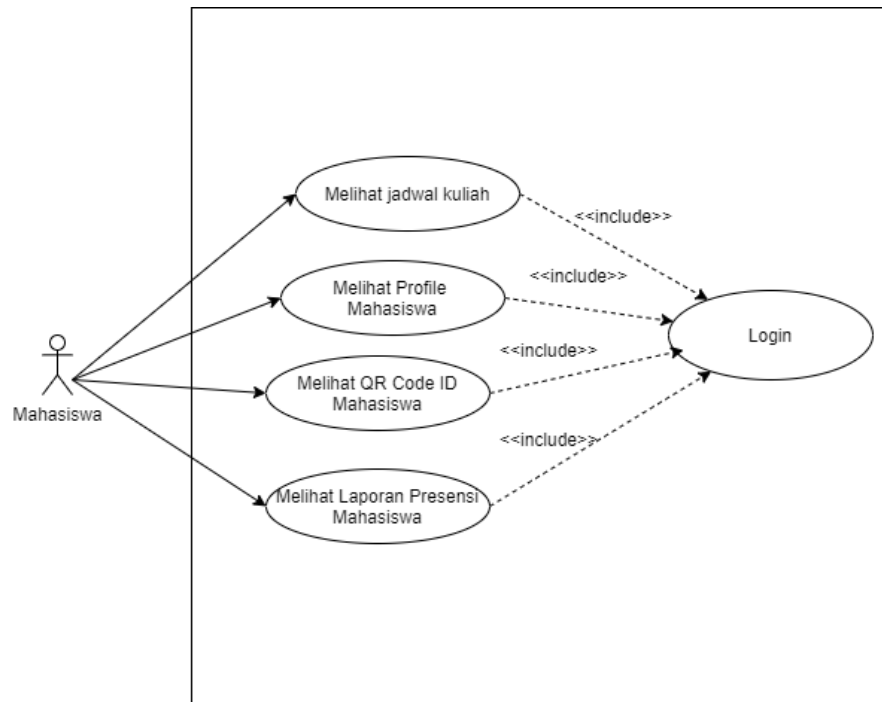 Melihat jadwal kuliah
<<include>>
Melihat Profile
Mahasiswa
<<include>>
Login
Melihat QR Code ID
Mahasiswa
<<include>>
Mahasiswa
<<include>>
Melihat Laporan Presensi
Mahasiswa